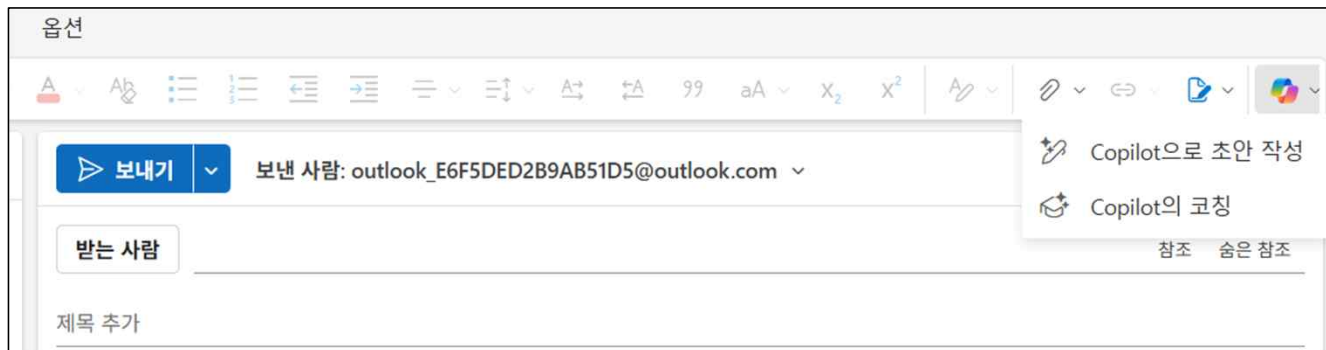 옵션
99 aA X₂ X²
Copilot으로 초안 작성
Copilot의 코칭
보내기 보낸 사람: outlook_E6F5DED2B9AB51D5@outlook.com
받는 사람 참조 숨은 참조
제목 추가